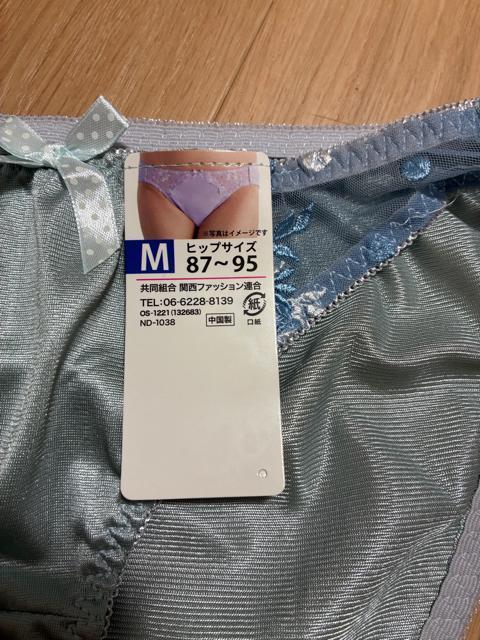 ※写真はイメージです
M ヒップサイズ
87〜95
共同組合 関西ファッション連合
TEL:06-6228-8139
OS-1221(132683)
ND-1038 中国製
紙
口紙